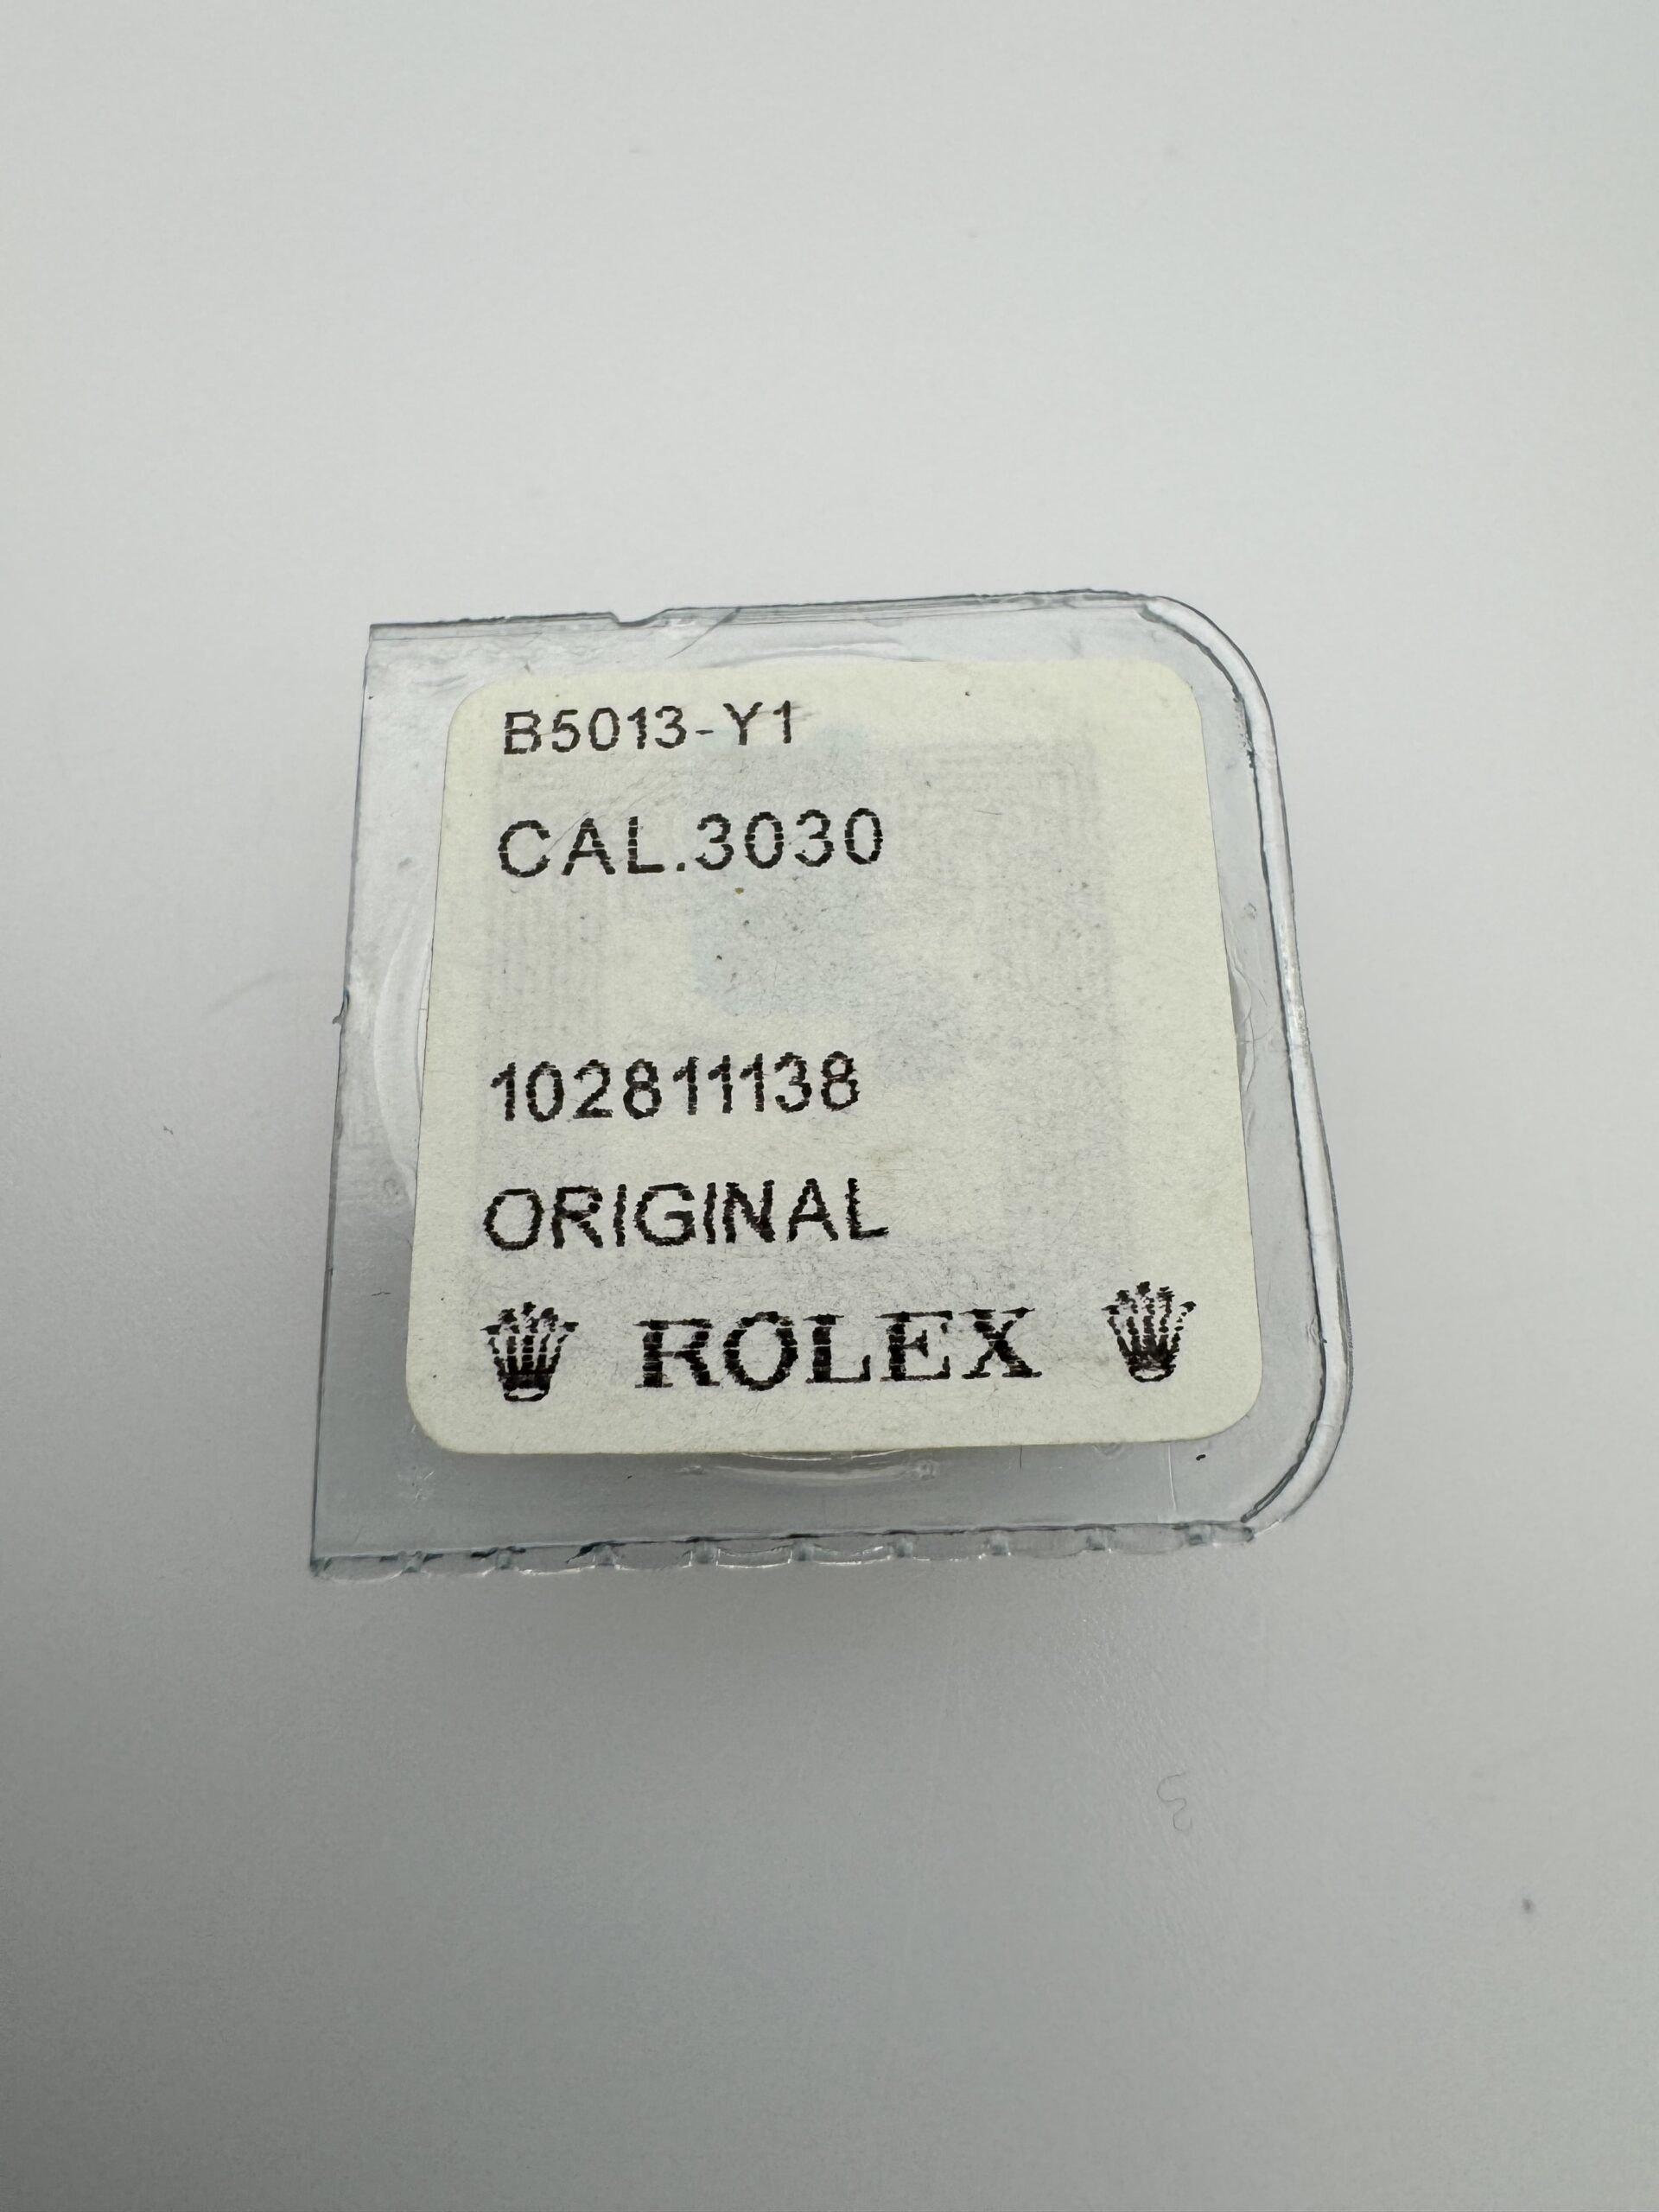 B5013-Y1
CAL.3030
102811138
ORIGINAL
ROLEX